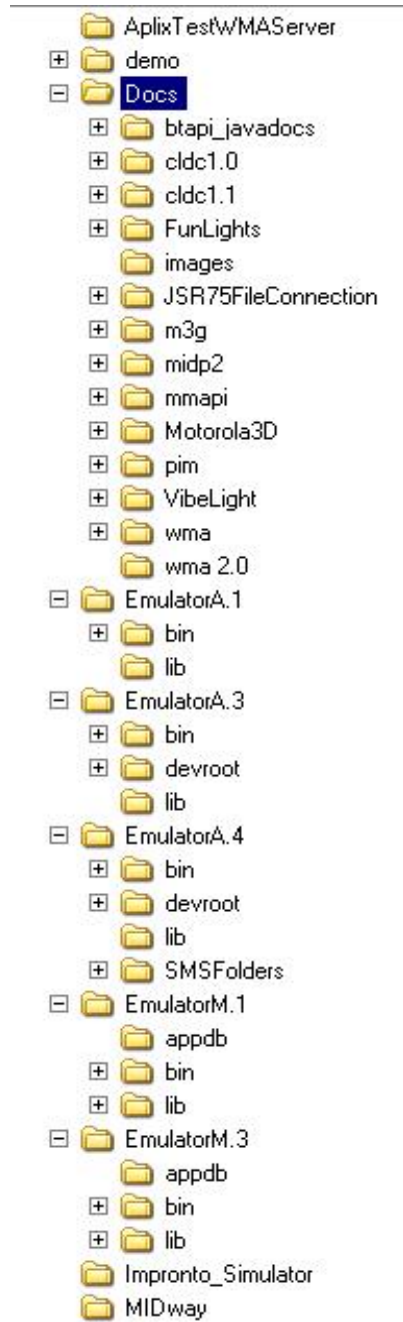 AplixTestWMAServer
demo
Docs
btapi_javadocs
cldc1.0
cldc1.1
FunLights
images
JSR75FileConnection
m3g
midp2
mmapi
Motorola3D
pim
VibeLight
wma
wma 2.0
EmulatorA.1
bin
lib
EmulatorA.3
bin
devroot
lib
EmulatorA.4
bin
devroot
lib
SMSFolders
EmulatorM.1
appdb
bin
lib
EmulatorM.3
appdb
bin
lib
Impronto_Simulator
MIDway